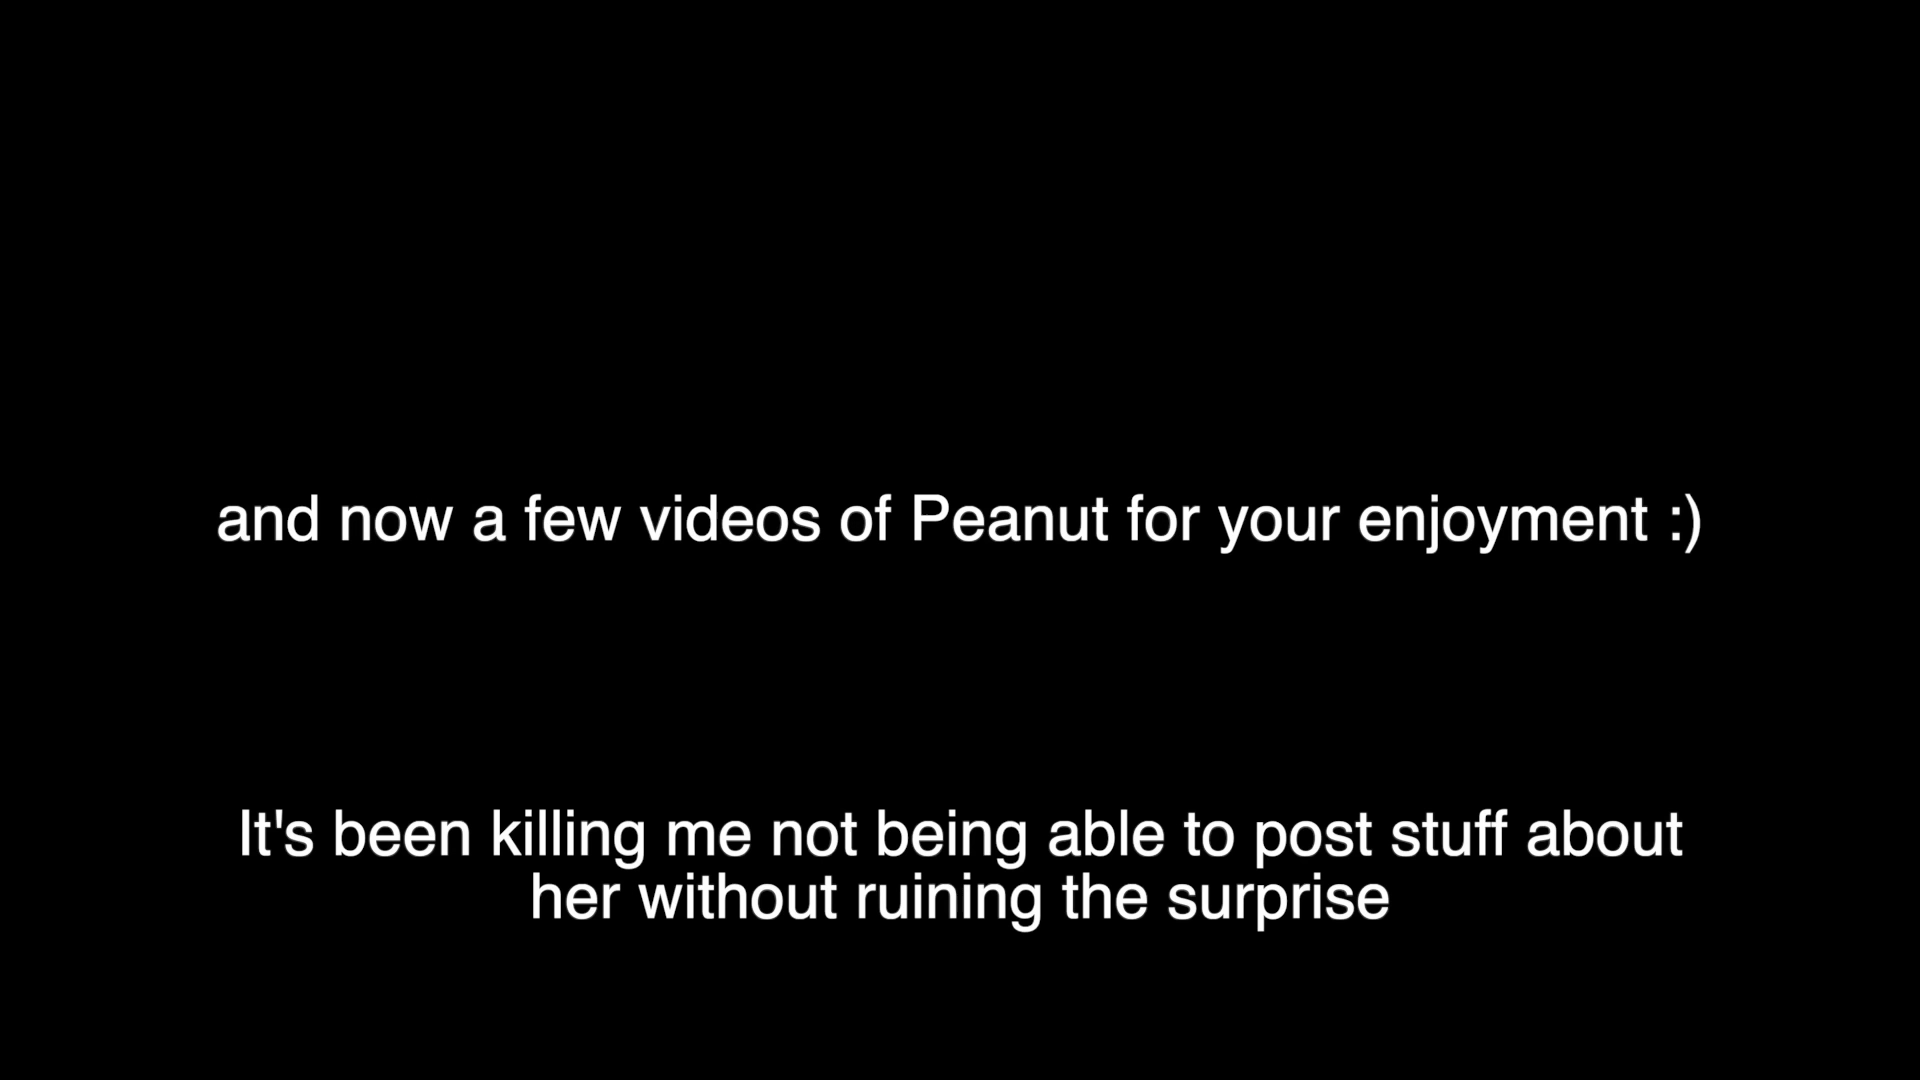 and now a few videos of Peanut for your enjoyment :)
It's been killing me not being able to post stuff about
her without ruining the surprise